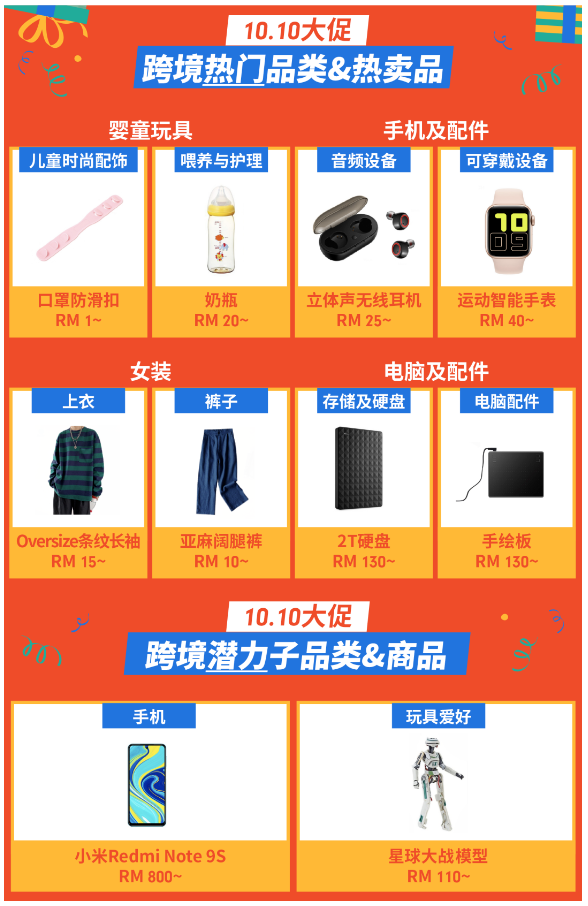 10.10大促
跨境热门品类&热卖品
婴童玩具
手机及配件
儿童时尚配饰
喂养与护理
音频设备
可穿戴设备
10
09
口罩防滑扣
奶瓶
立体声无线耳机
运动智能手表
RM 1~
RM 20~
RM 25~
RM 40~
女装
电脑及配件
上衣
裤子
存储及硬盘
电脑配件
Oversize条纹长袖
亚麻阔腿裤
2T硬盘
手绘板
RM 15~
RM 10~
RM 130~
RM 130~
10.10大促
跨境潜力子品类&商品
手机
玩具爱好
小米Redmi Note 9S
星球大战模型
RM 800~
RM 110~